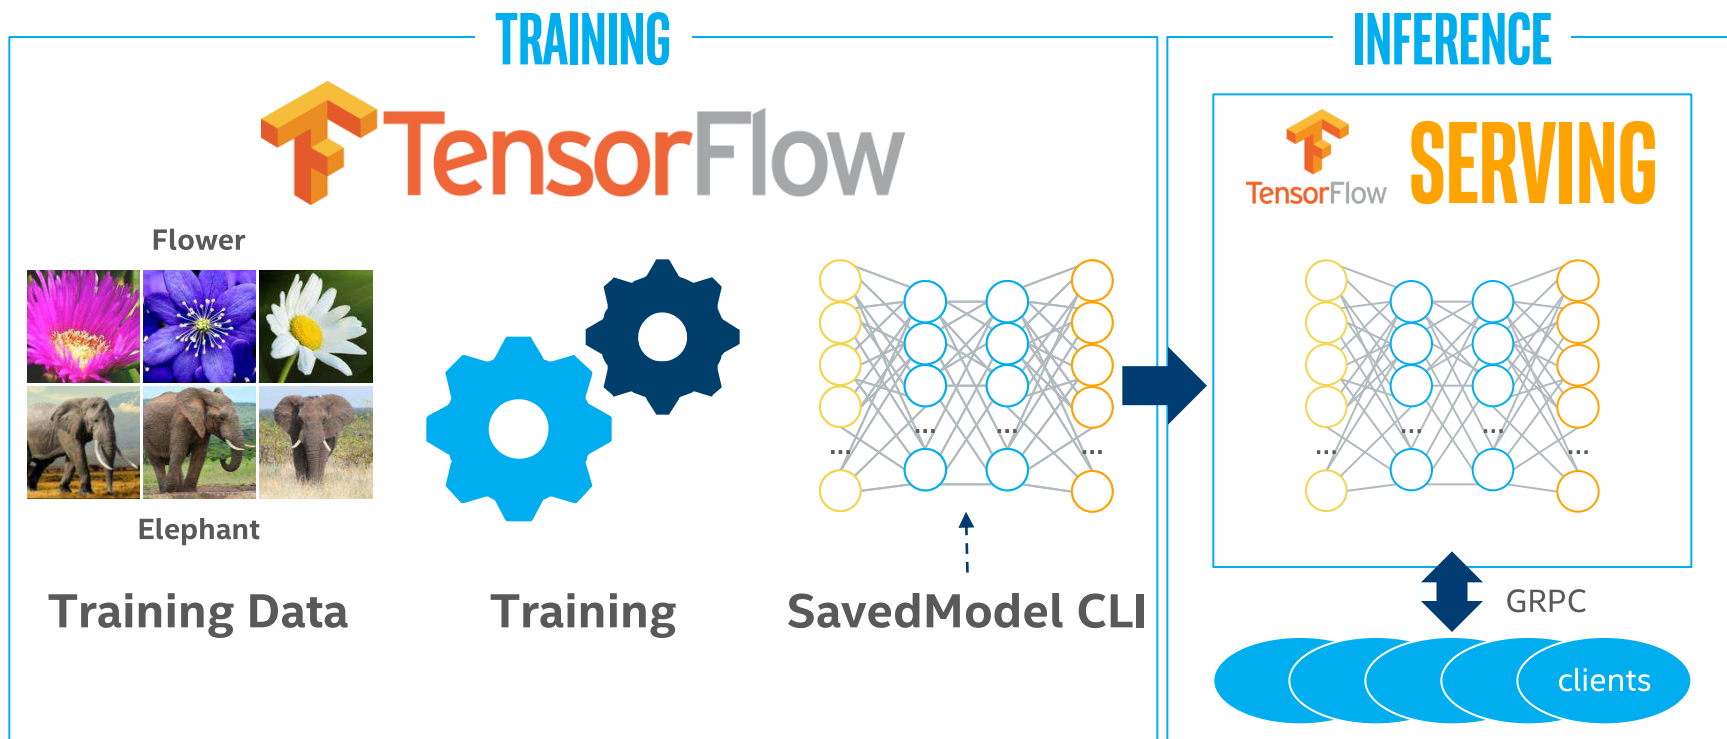 TRAINING
TensorFlow
Flower
Elephant
Training Data
Training
SavedModel CLI
...
...
...
...
INFERENCE
TensorFlow
SERVING
...
...
...
...
GRPC
clients